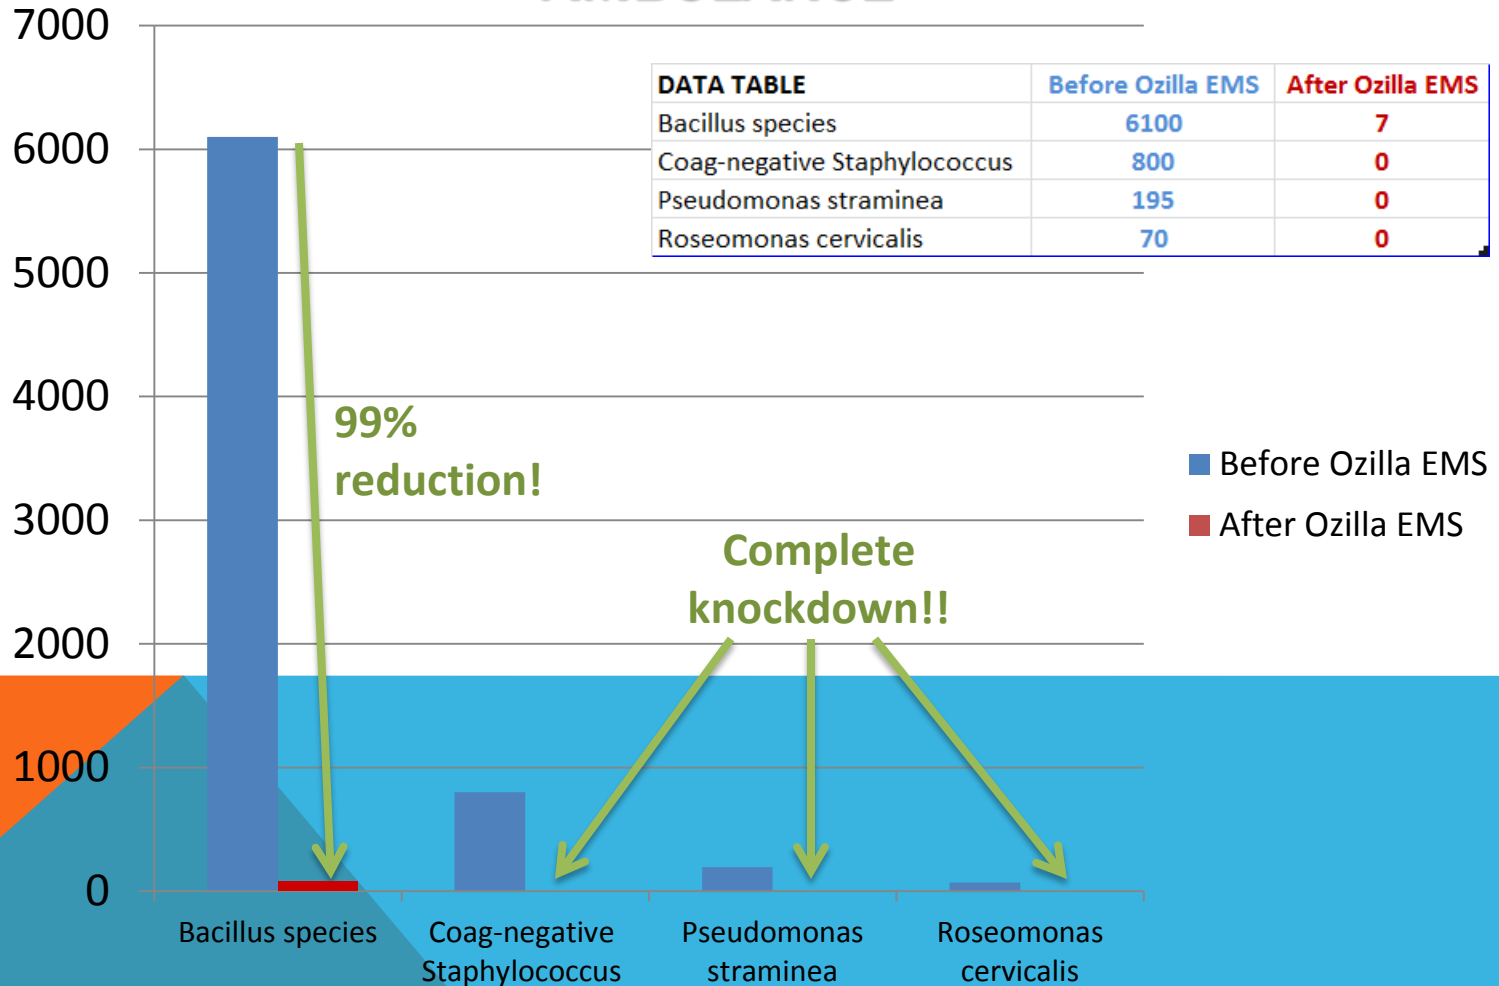 7000
6000
5000
4000
3000
2000
1000
0
DATA TABLE Before Ozilla EMS After Ozilla EMS
Bacillus species 6100 7
Coag-negative Staphylococcus 800 0
Pseudomonas straminea 195 0
Roseomonas cervicalis 70 0
99%
reduction!
Complete
knockdown!!
Before Ozilla EMS
After Ozilla EMS
Bacillus species
Coag-negative
Staphylococcus
Pseudomonas
straminea
Roseomonas
cervicalis